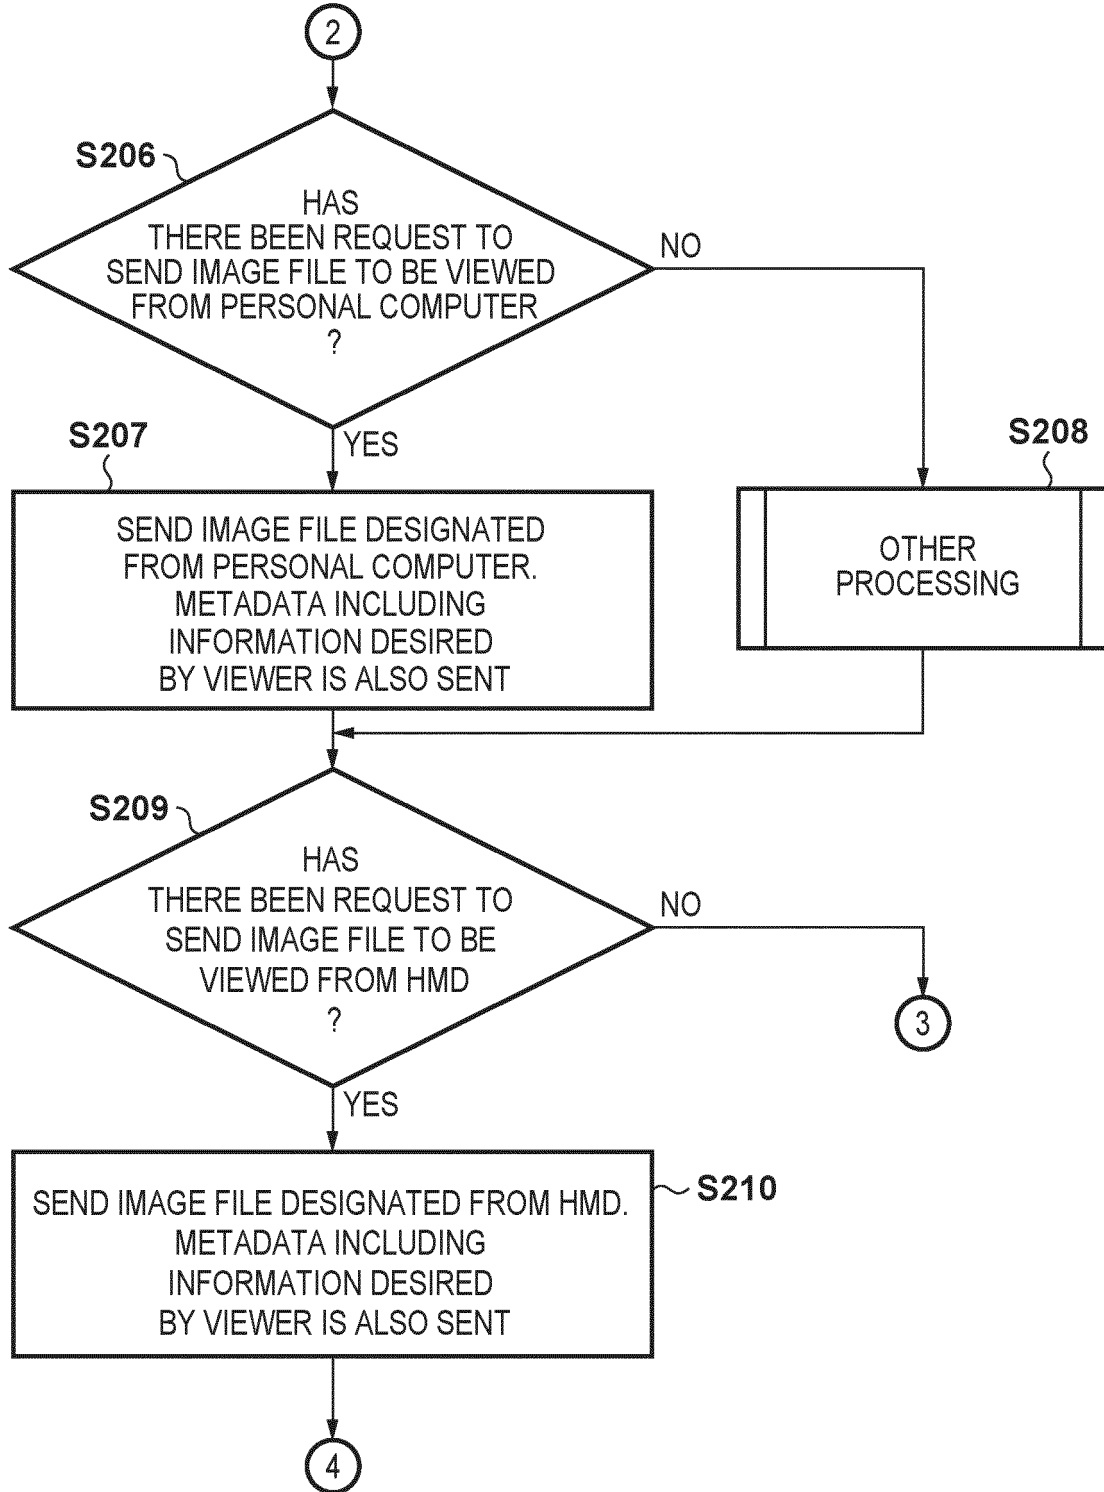 2
S206
HAS
THERE BEEN REQUEST TO
SEND IMAGE FILE TO BE VIEWED
FROM PERSONAL COMPUTER
?
NO
YES
S207
SEND IMAGE FILE DESIGNATED
FROM PERSONAL COMPUTER.
METADATA INCLUDING
INFORMATION DESIRED
BY VIEWER IS ALSO SENT
S208
OTHER
PROCESSING
S209
HAS
THERE BEEN REQUEST TO
SEND IMAGE FILE TO BE
VIEWED FROM HMD
?
NO
3
YES
S210
SEND IMAGE FILE DESIGNATED FROM HMD.
METADATA INCLUDING
INFORMATION DESIRED
BY VIEWER IS ALSO SENT
4